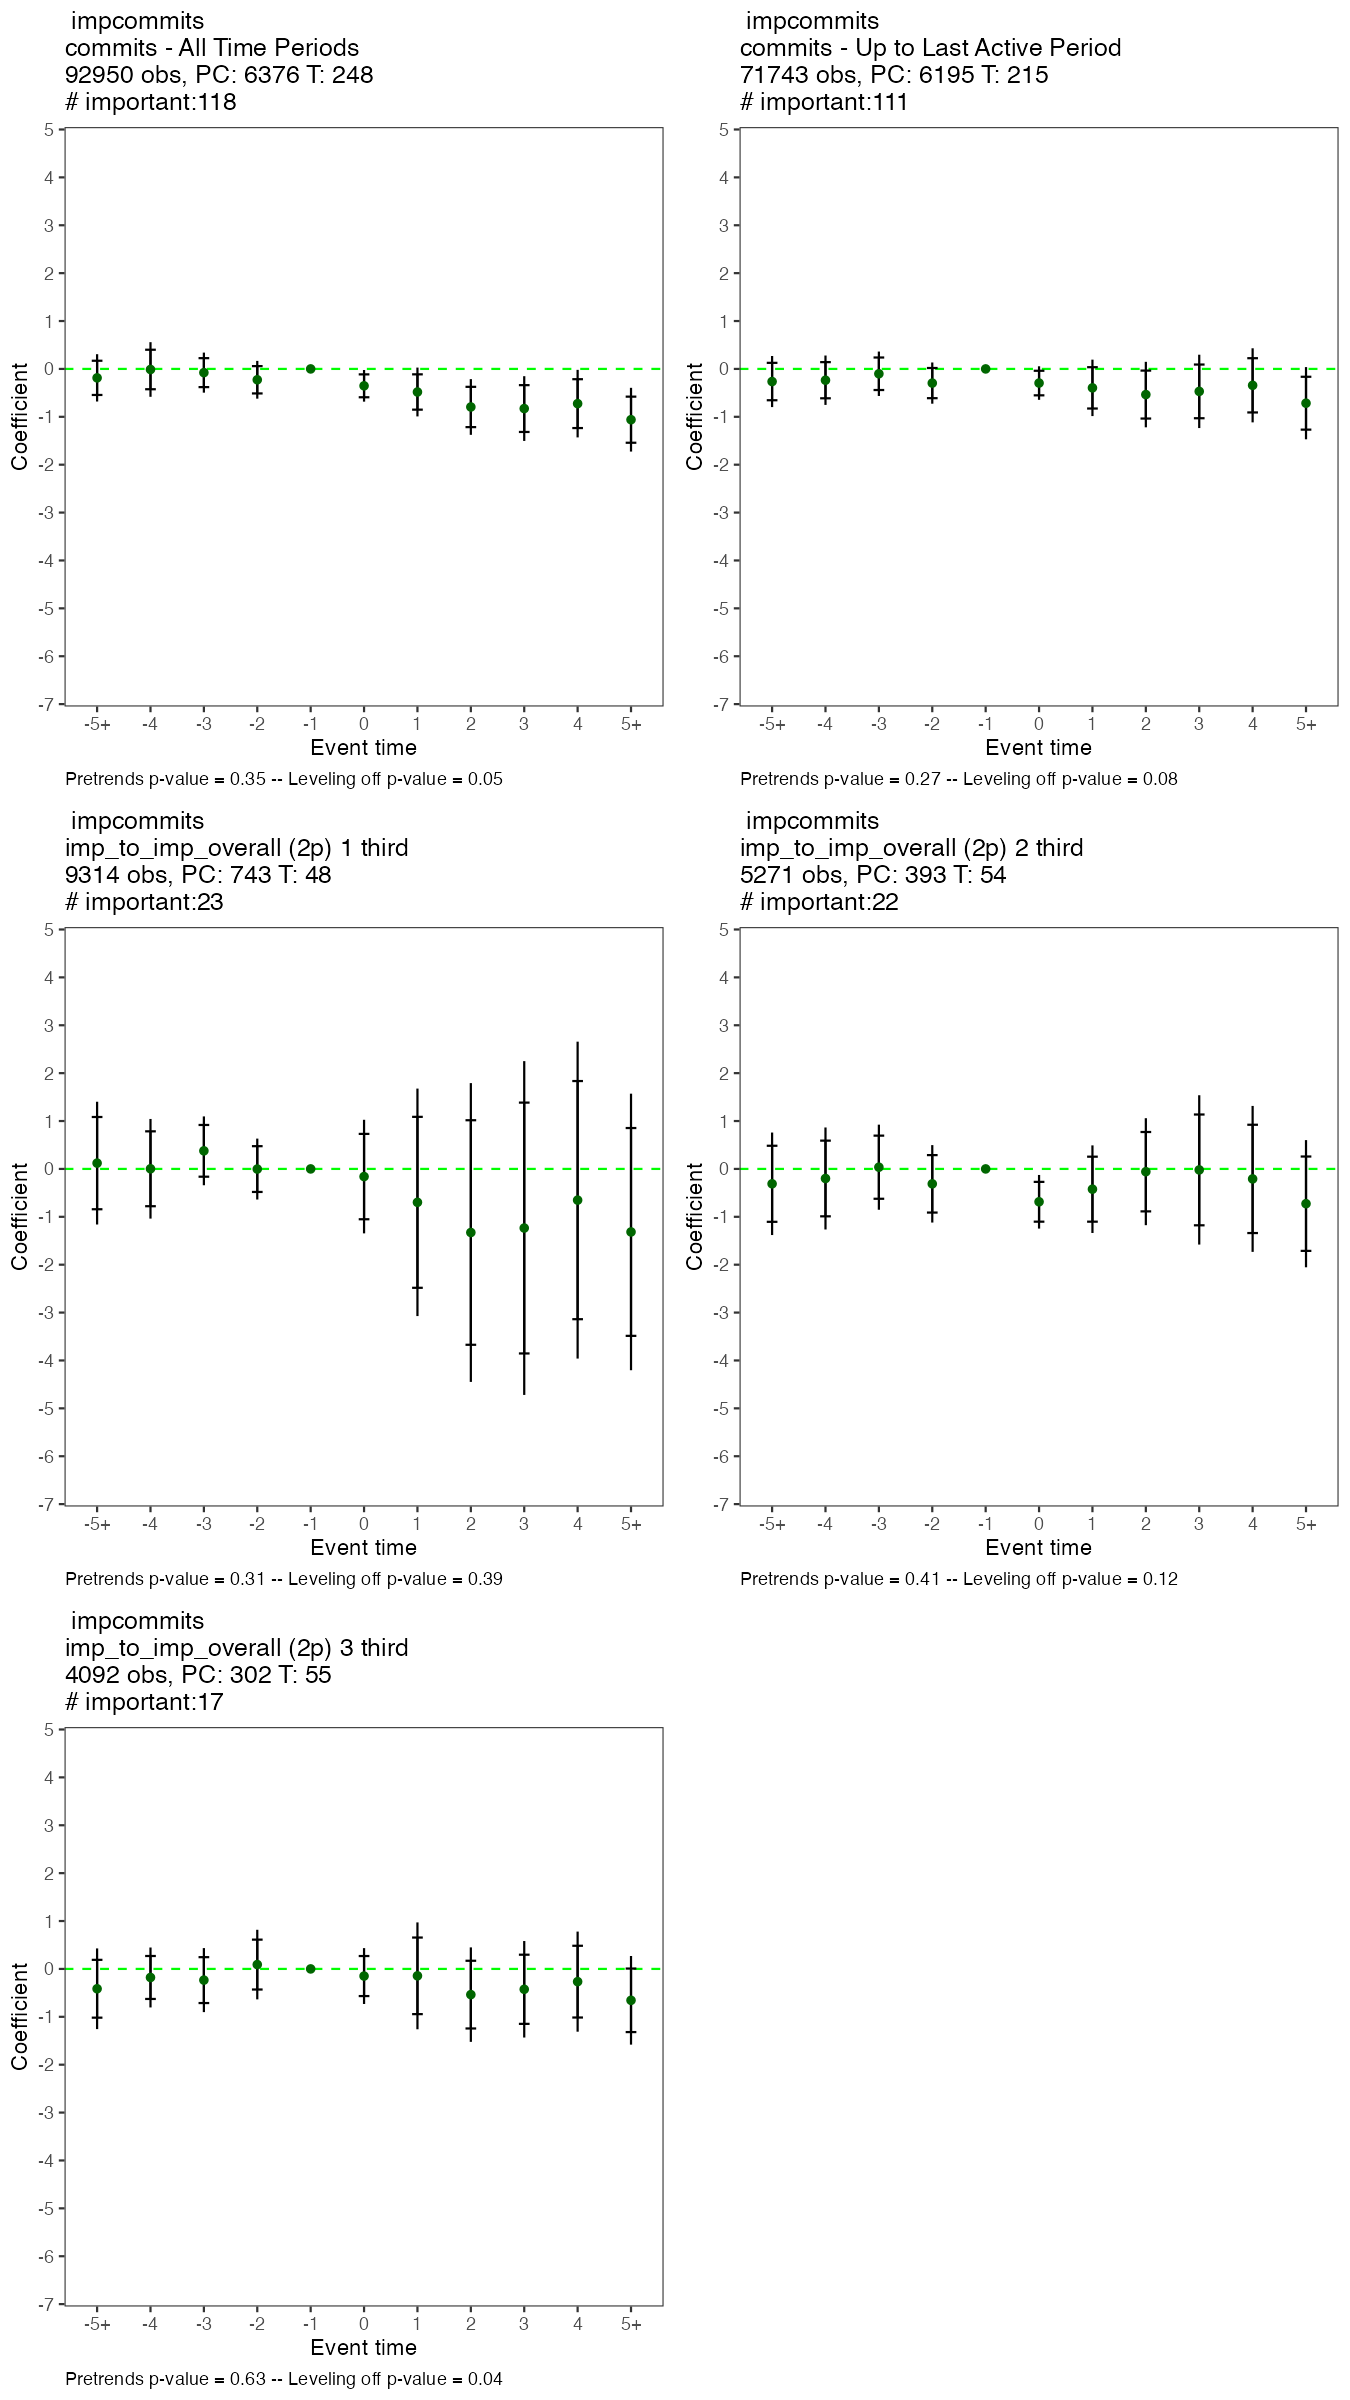 impcommits
commits - All Time Periods
92950 obs, PC: 6376 T: 248
# important:118
5
4
3
2
1
0
-1
-2
-3
-4
-5
-6
-7
Coefficient
-5+ -4 -3 -2 -1 0 1 2 3 4 5+
Event time
Pretrends p-value = 0.35 -- Leveling off p-value = 0.05
impcommits
commits - Up to Last Active Period
71743 obs, PC: 6195 T: 215
# important:111
5
4
3
2
1
0
-1
-2
-3
-4
-5
-6
-7
Coefficient
-5+ -4 -3 -2 -1 0 1 2 3 4 5+
Event time
Pretrends p-value = 0.27 -- Leveling off p-value = 0.08
impcommits
imp_to_imp_overall (2p) 1 third
9314 obs, PC: 743 T: 48
# important:23
5
4
3
2
1
0
-1
-2
-3
-4
-5
-6
-7
Coefficient
-5+ -4 -3 -2 -1 0 1 2 3 4 5+
Event time
Pretrends p-value = 0.31 -- Leveling off p-value = 0.39
impcommits
imp_to_imp_overall (2p) 2 third
5271 obs, PC: 393 T: 54
# important:22
5
4
3
2
1
0
-1
-2
-3
-4
-5
-6
-7
Coefficient
-5+ -4 -3 -2 -1 0 1 2 3 4 5+
Event time
Pretrends p-value = 0.41 -- Leveling off p-value = 0.12
impcommits
imp_to_imp_overall (2p) 3 third
4092 obs, PC: 302 T: 55
# important:17
5
4
3
2
1
0
-1
-2
-3
-4
-5
-6
-7
Coefficient
-5+ -4 -3 -2 -1 0 1 2 3 4 5+
Event time
Pretrends p-value = 0.63 -- Leveling off p-value = 0.04